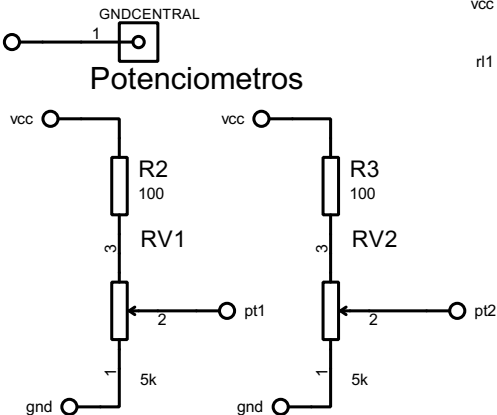 GNDCENTRAL
1
vcc
rl1
Potenciometros
vcc
R2
100
3
RV1
2
pt1
1
5k
gnd
vcc
R3
100
3
RV2
2
pt2
1
5k
gnd